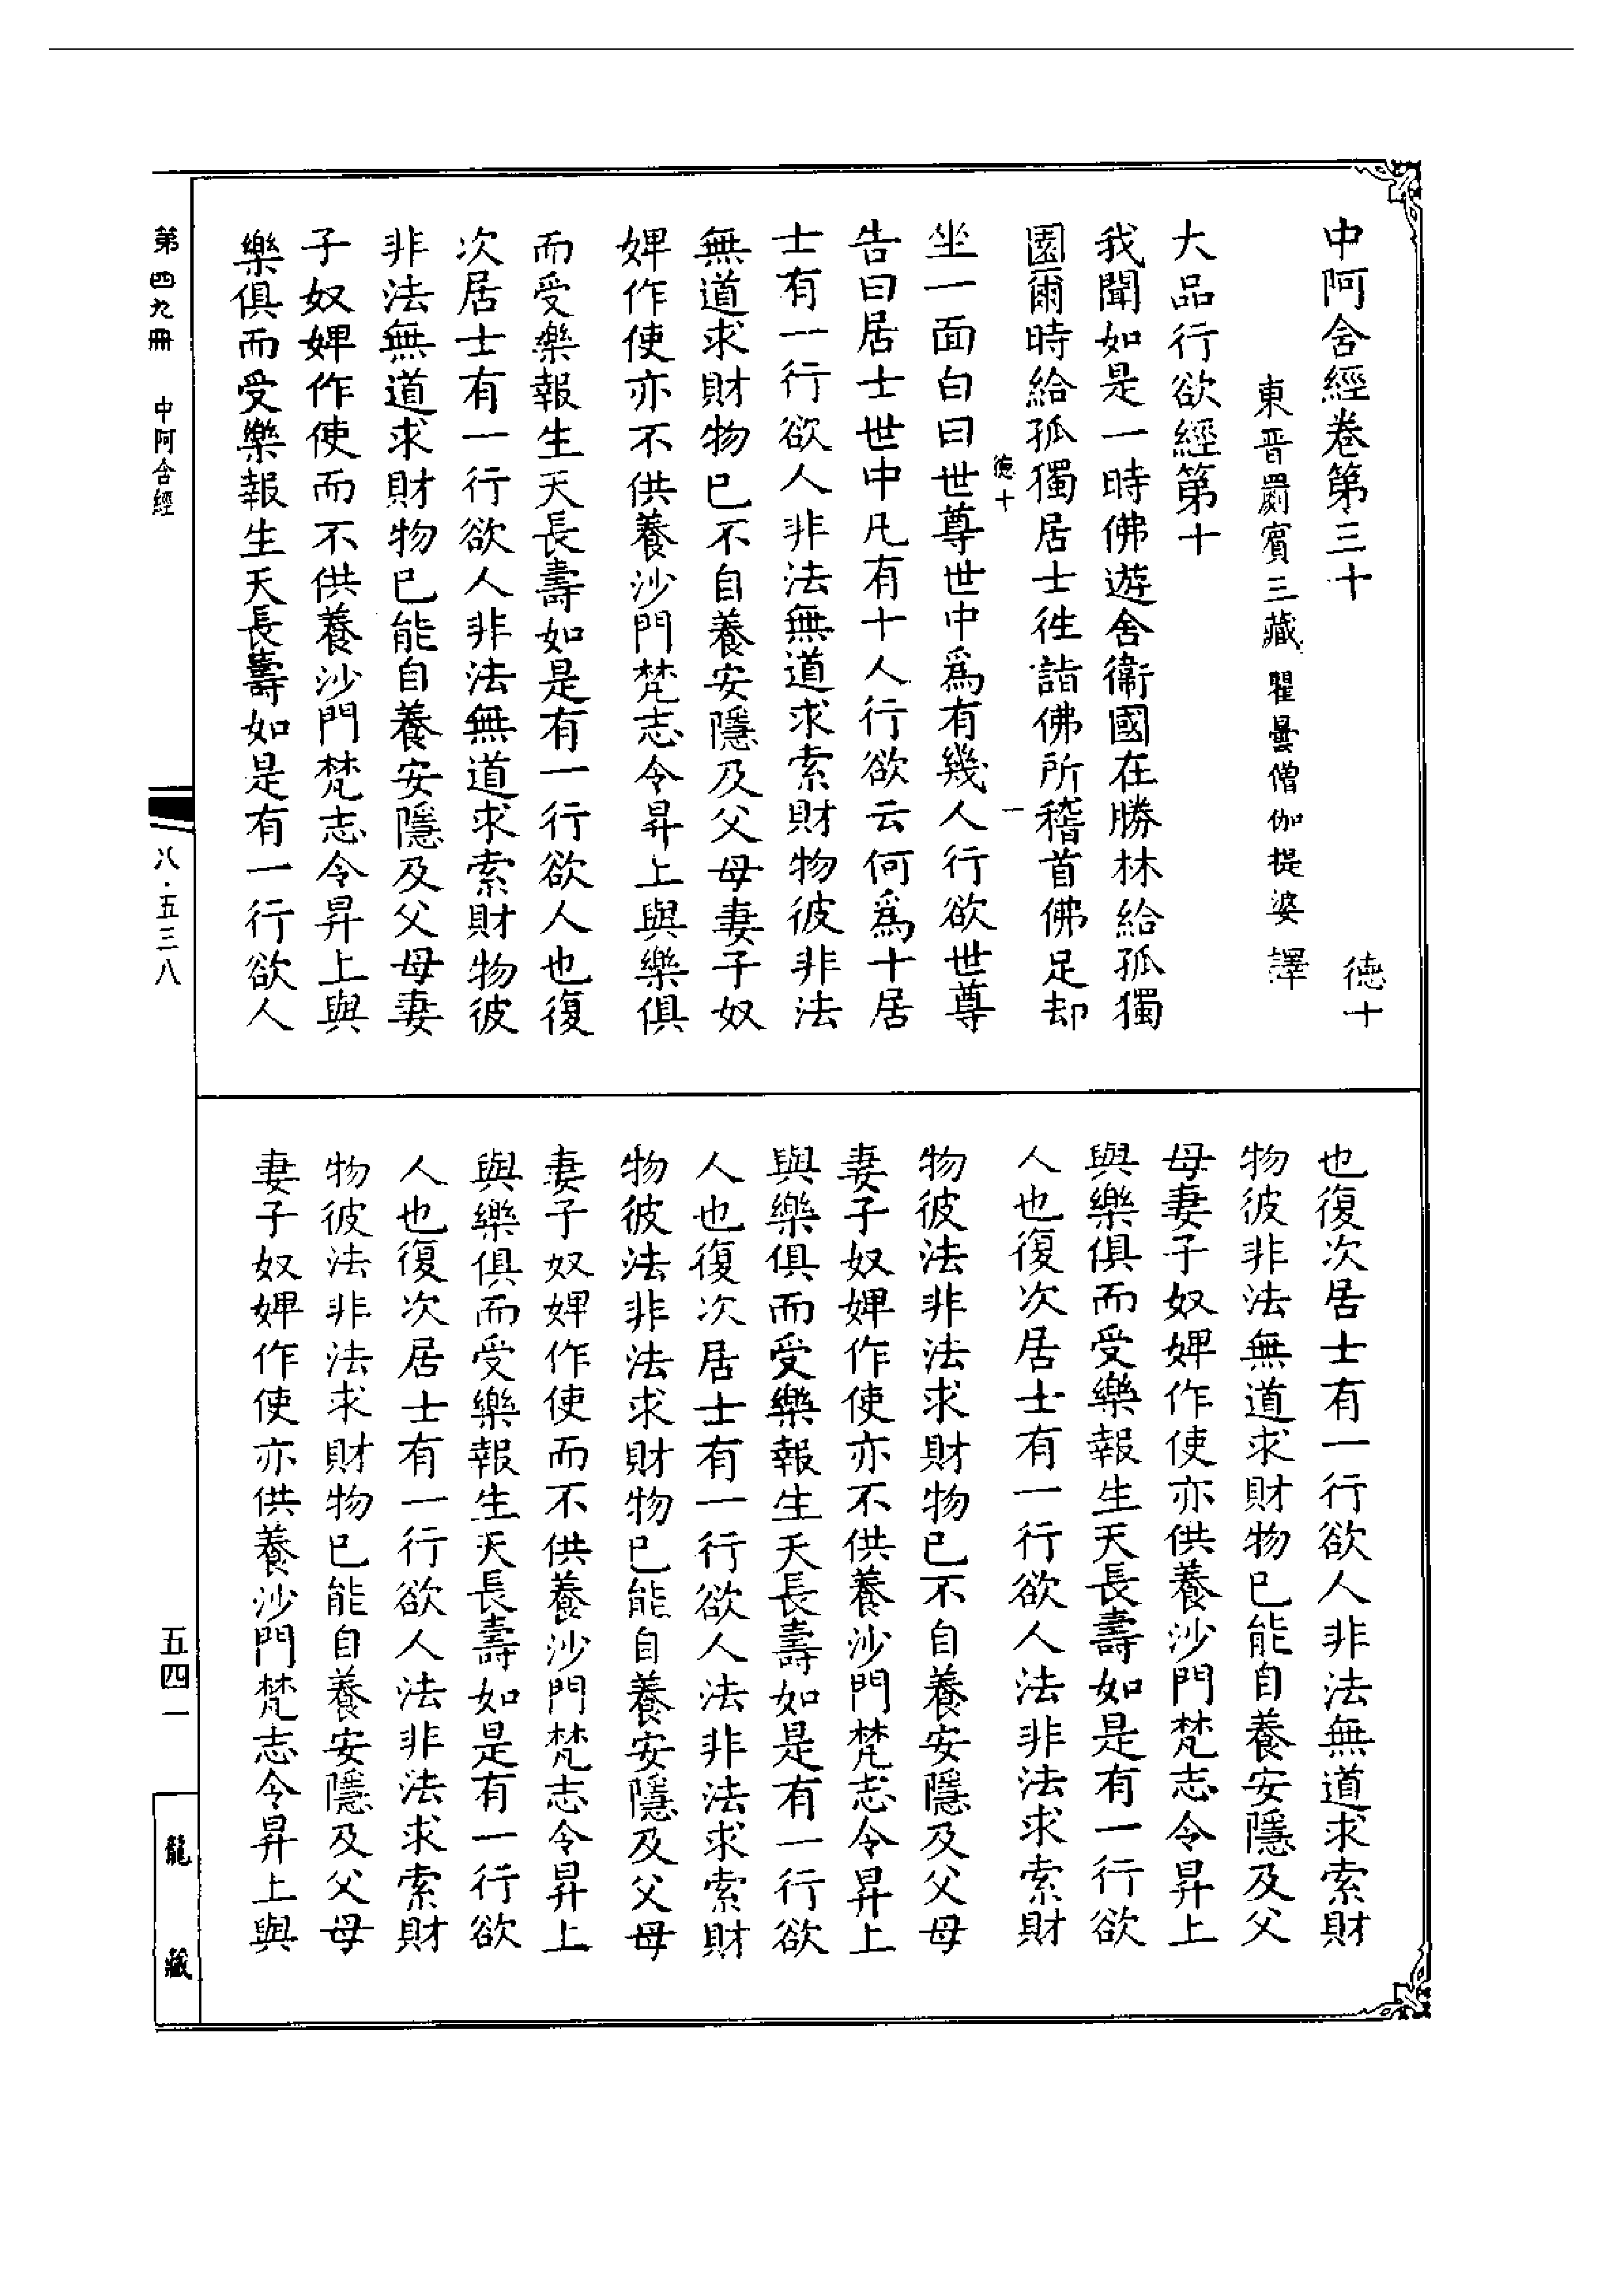 中阿含經卷第三十　德十
東晉罽賓三藏瞿曇僧伽提婆譯
大品行欲經第十
我聞如是一時佛遊舍衞國在勝林給孤獨
園爾時給孤獨居士徃詣佛所稽首佛足却
德十　一
坐一面白曰世尊世中爲有幾人行欲世尊
告曰居士世中凡有十人行欲云何爲十居
士有一行欲人非法無道求索財物彼非法
無道求財物已不自養安隱及父母妻子奴
婢作使亦不供養沙門梵志令昇上與樂俱
而受樂報生天長壽如是有一行欲人也復
次居士有一行欲人非法無道求索財物彼
非法無道求財物已能自養安隱及父母妻
子奴婢作使而不供養沙門梵志令昇上與
樂俱而受樂報生天長壽如是有一行欲人
也復次居士有一行欲人非法無道求索財
物彼非法無道求財物已能自養安隱及父
母妻子奴婢作使亦供養沙門梵志令昇上
與樂俱而受樂報生天長壽如是有一行欲
人也復次居士有一行欲人法非法求索財
物彼法非法求財物已不自養安隱及父母
妻子奴婢作使亦不供養沙門梵志令昇上
與樂俱而受樂報生天長壽如是有一行欲
人也復次居士有一行欲人法非法求索財
物彼法非法求財物已能自養安隱及父母
妻子奴婢作使而不供養沙門梵志令昇上
與樂俱而受樂報生天長壽如是有一行欲
人也復次居士有一行欲人法非法求索財
物彼法非法求財物已能自養安隱及父母
妻子奴婢作使亦供養沙門梵志令昇上與
第四九冊　中阿含經　八·五三八　五四一　龍藏